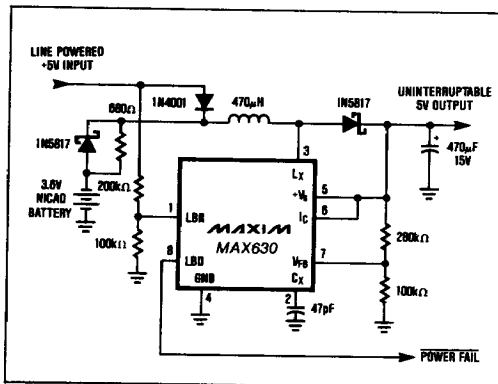 LINE POWERED
+5V INPUT
1N4001
470µH
1N5817
UNINTERRUPTABLE
5V OUTPUT
680Ω
1N5817
470µF
15V
3
LX
3.6V
NICAD
BATTERY
200kΩ
+VS
5
IC
6
1
LBR
MAXIM
MAX630
280kΩ
100kΩ
8
LBD
VFB
7
GND
CX
100kΩ
4
2
47pF
POWER FAIL